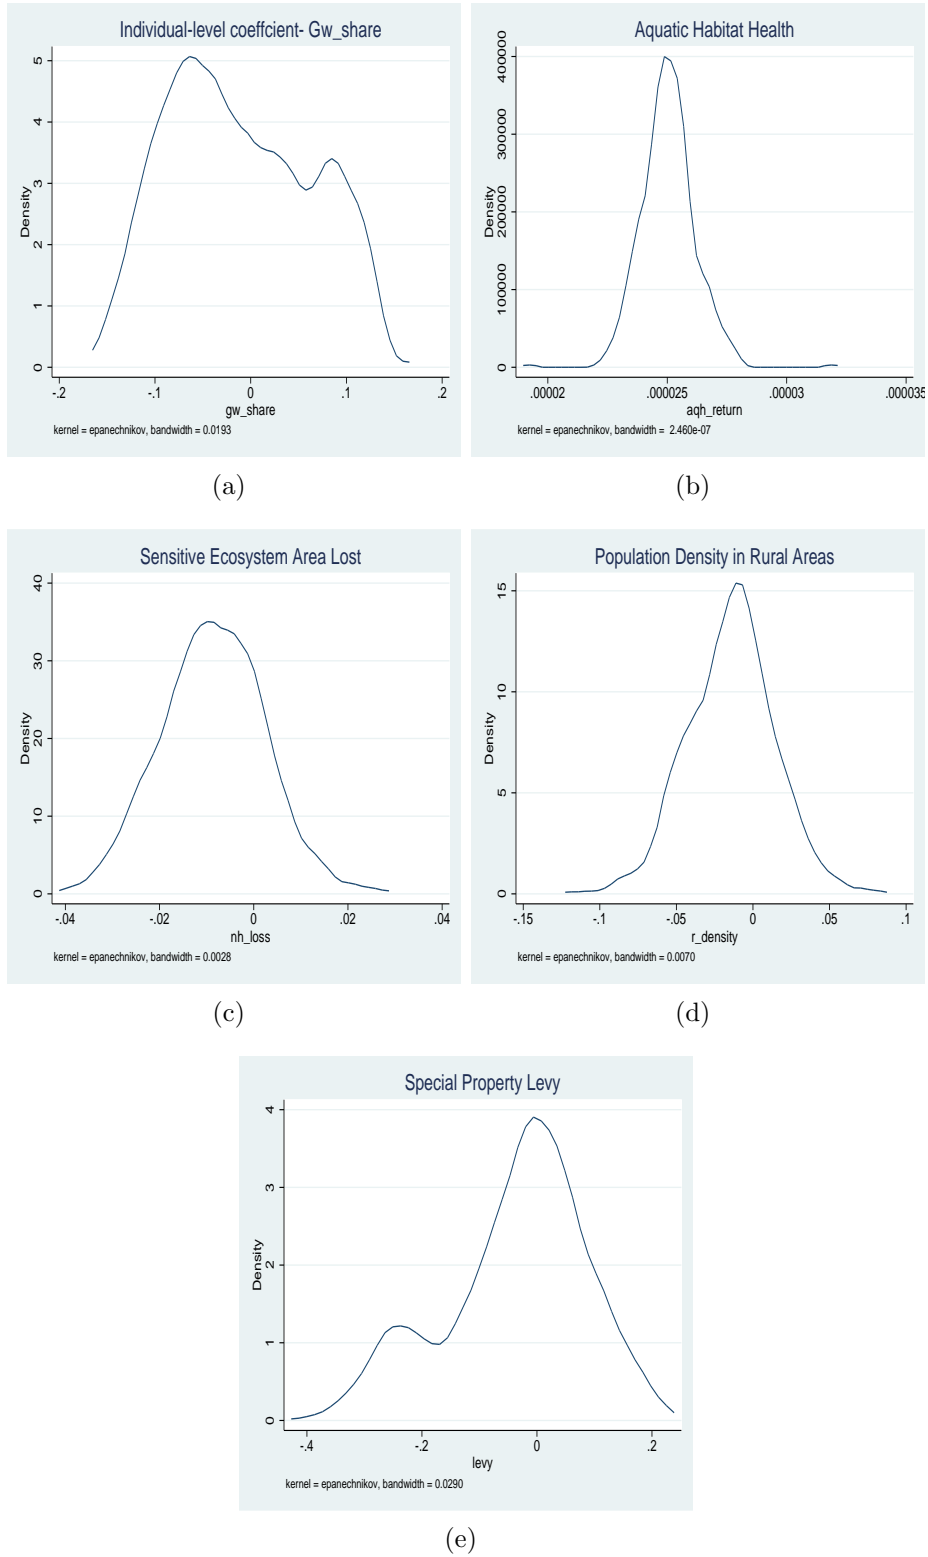 Individual-level coeffcient- Gw_share
Density
0 1 2 3 4 5
-.2 -.1 0 .1 .2
gw_share
kernel = epanechnikov, bandwidth = 0.0193
(a)
Aquatic Habitat Health
Density
0 100000 200000 300000 400000
.00002 .000025 .00003 .000035
aqh_return
kernel = epanechnikov, bandwidth = 2.460e-07
(b)
Sensitive Ecosystem Area Lost
Density
0 10 20 30 40
-.04 -.02 0 .02 .04
nh_loss
kernel = epanechnikov, bandwidth = 0.0028
(c)
Population Density in Rural Areas
Density
0 5 10 15
-.15 -.1 -.05 0 .05 .1
r_density
kernel = epanechnikov, bandwidth = 0.0070
(d)
Special Property Levy
Density
0 1 2 3 4
-.4 -.2 0 .2
levy
kernel = epanechnikov, bandwidth = 0.0290
(e)